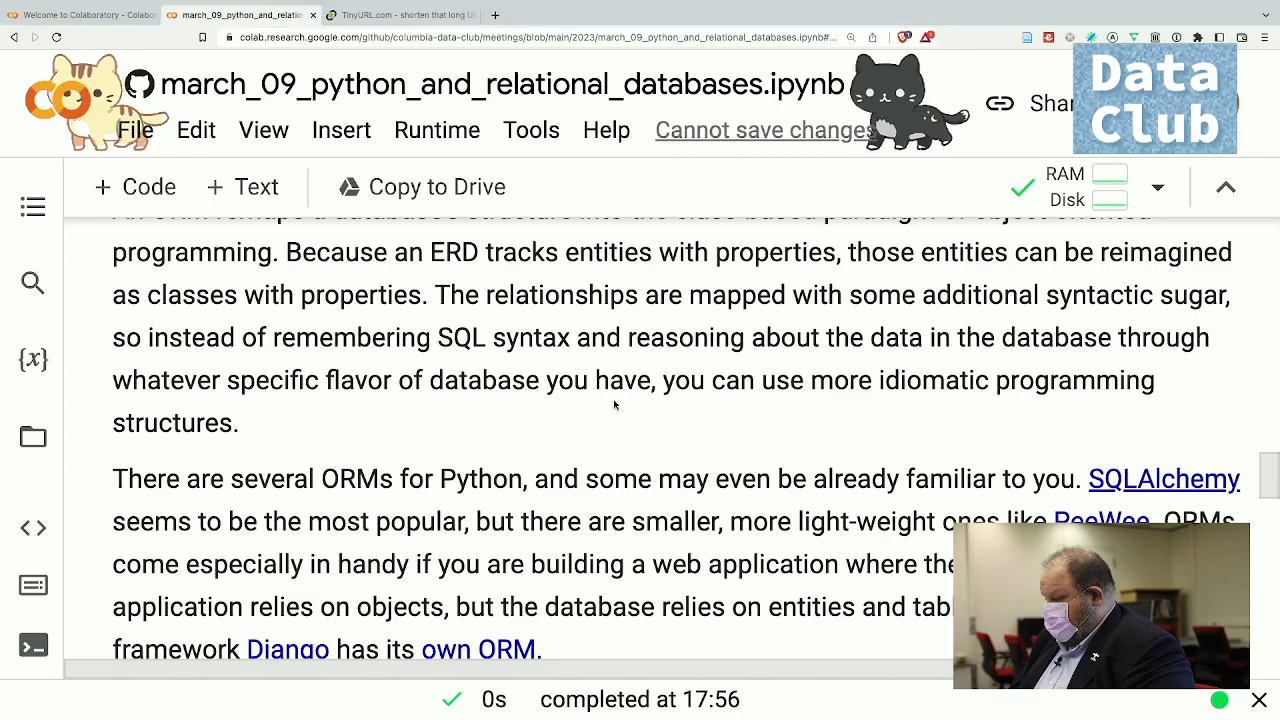 Welcome to Colaboratory - Colabor
march_09_python_and_relatio
TinyURL.com - shorten that long U
colab.research.google.com/github/columbia-data-club/meetings/blob/main/2023/march_09_python_and_relational_databases.ipynb#...
march_09_python_and_relational_databases.ipynb
Shar
Data
Club
File Edit View Insert Runtime Tools Help Cannot save changes
+ Code + Text Copy to Drive
RAM
Disk
programming. Because an ERD tracks entities with properties, those entities can be reimagined
as classes with properties. The relationships are mapped with some additional syntactic sugar,
so instead of remembering SQL syntax and reasoning about the data in the database through
whatever specific flavor of database you have, you can use more idiomatic programming
structures.
There are several ORMs for Python, and some may even be already familiar to you. SQLAlchemy
seems to be the most popular, but there are smaller, more light-weight ones like PeeWee. ORMs
come especially in handy if you are building a web application where the
application relies on objects, but the database relies on entities and tab
framework Django has its own ORM.
0s completed at 17:56